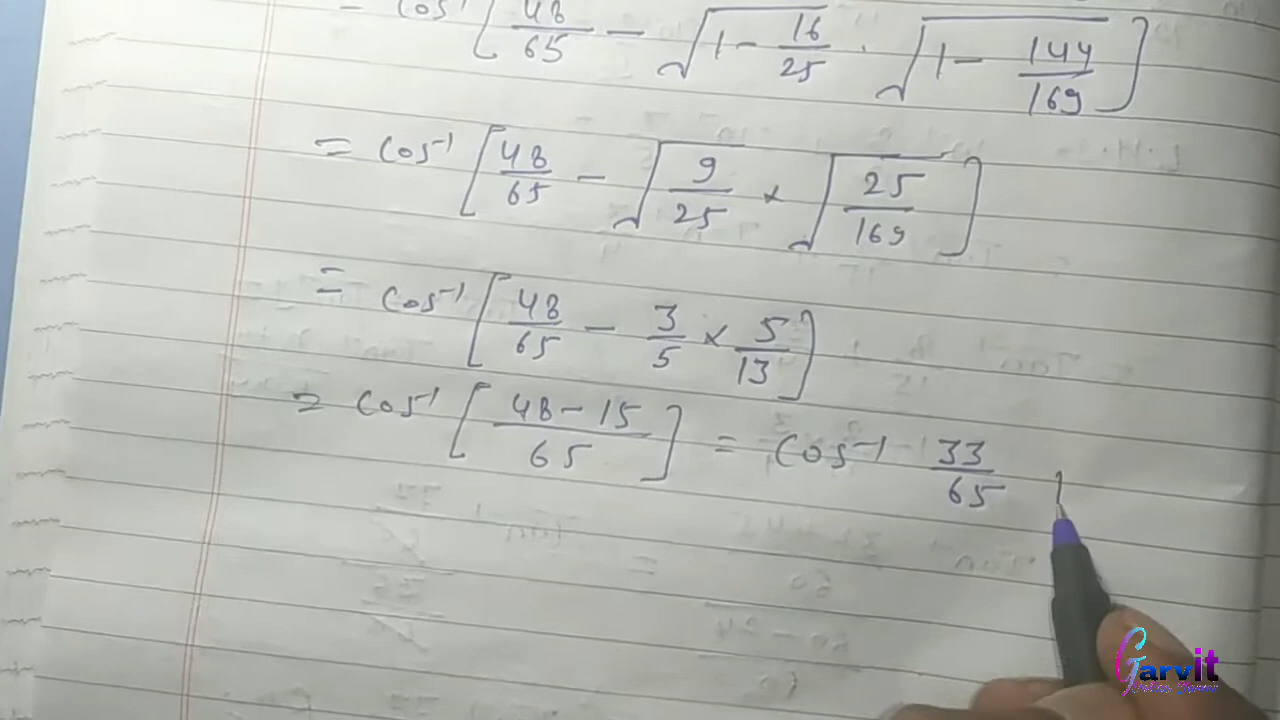 = cos⁻¹ [48/65 − √(1 − 16/25) · √(1 − 144/169)]
= cos⁻¹ [48/65 − √(9/25) × √(25/169)]
= cos⁻¹ [48/65 − 3/5 × 5/13]
= cos⁻¹ [(48 − 15)/65] = cos⁻¹ 33/65
Garvit